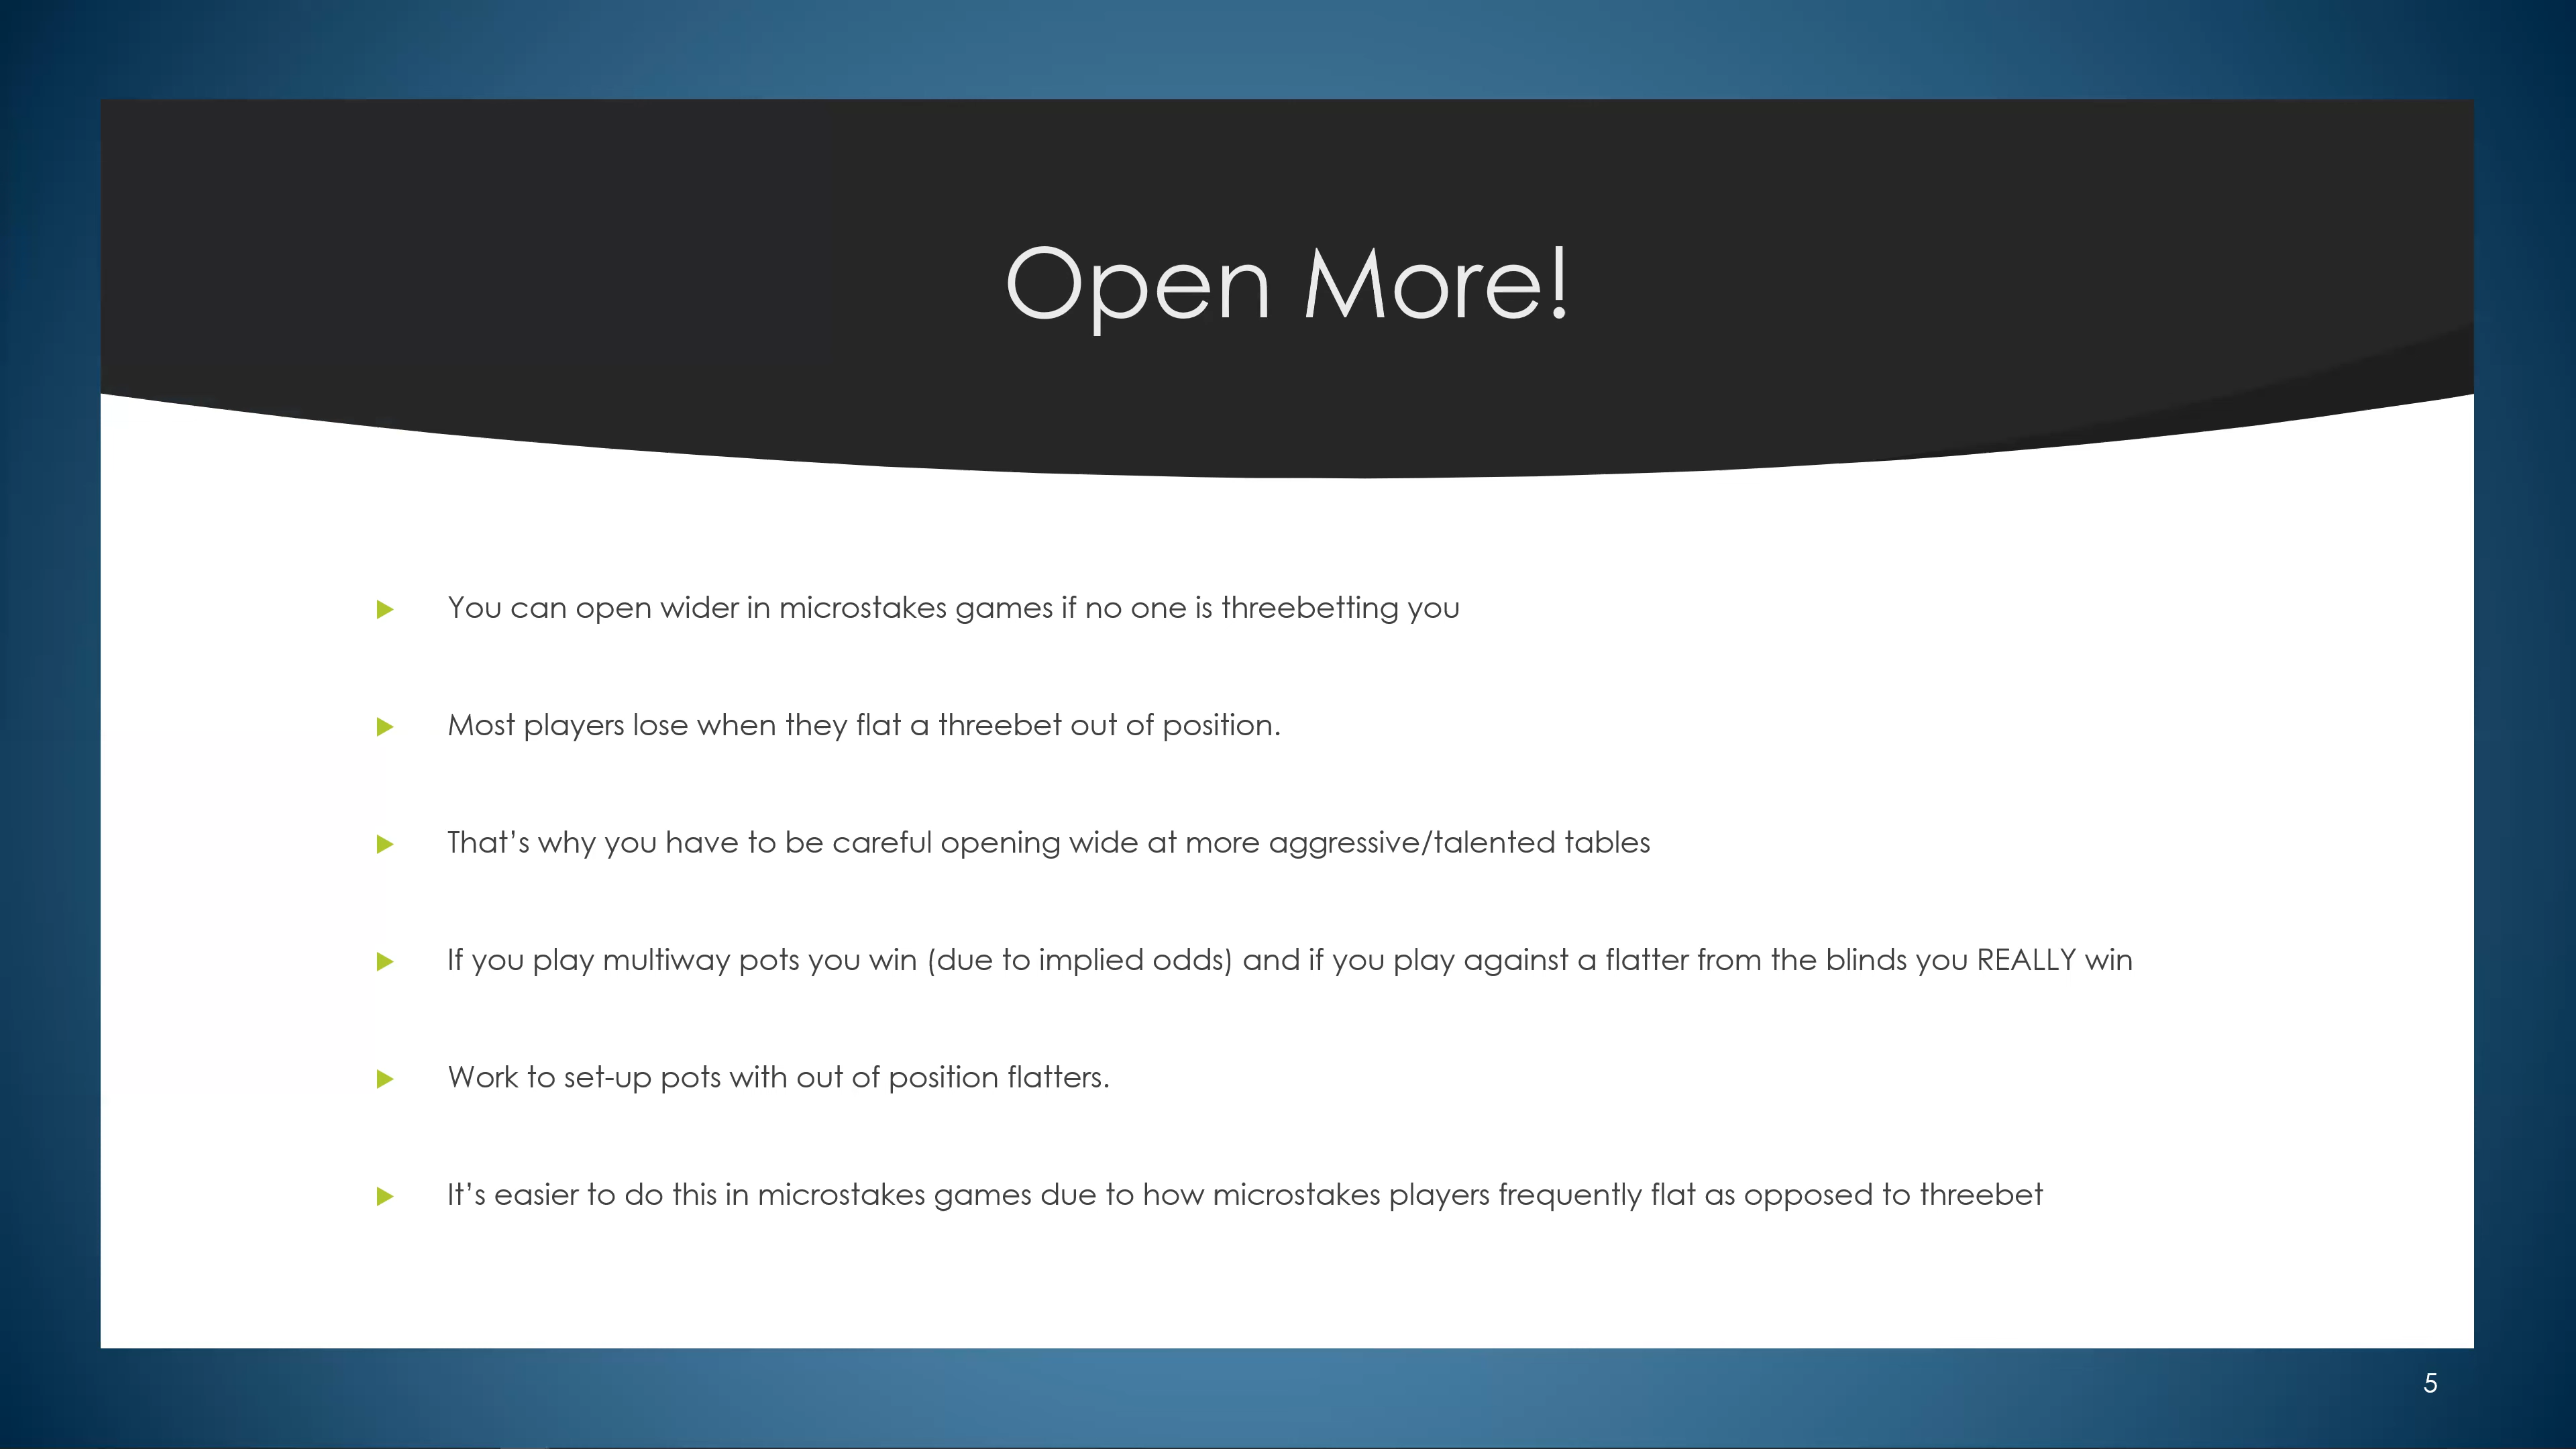 Open More!
You can open wider in microstakes games if no one is threebetting you
Most players lose when they flat a threebet out of position.
That’s why you have to be careful opening wide at more aggressive/talented tables
If you play multiway pots you win (due to implied odds) and if you play against a flatter from the blinds you REALLY win
Work to set-up pots with out of position flatters.
It’s easier to do this in microstakes games due to how microstakes players frequently flat as opposed to threebet
5